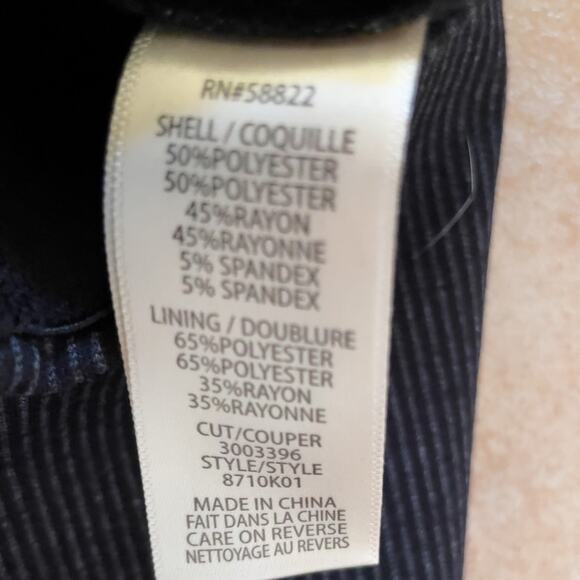 RN#58822
SHELL / COQUILLE
50%POLYESTER
50%POLYESTER
45%RAYON
45%RAYONNE
5% SPANDEX
5% SPANDEX
LINING / DOUBLURE
65%POLYESTER
65%POLYESTER
35%RAYON
35%RAYONNE
CUT/COUPER
3003396
STYLE/STYLE
8710K01
MADE IN CHINA
FAIT DANS LA CHINE
CARE ON REVERSE
NETTOYAGE AU REVERS